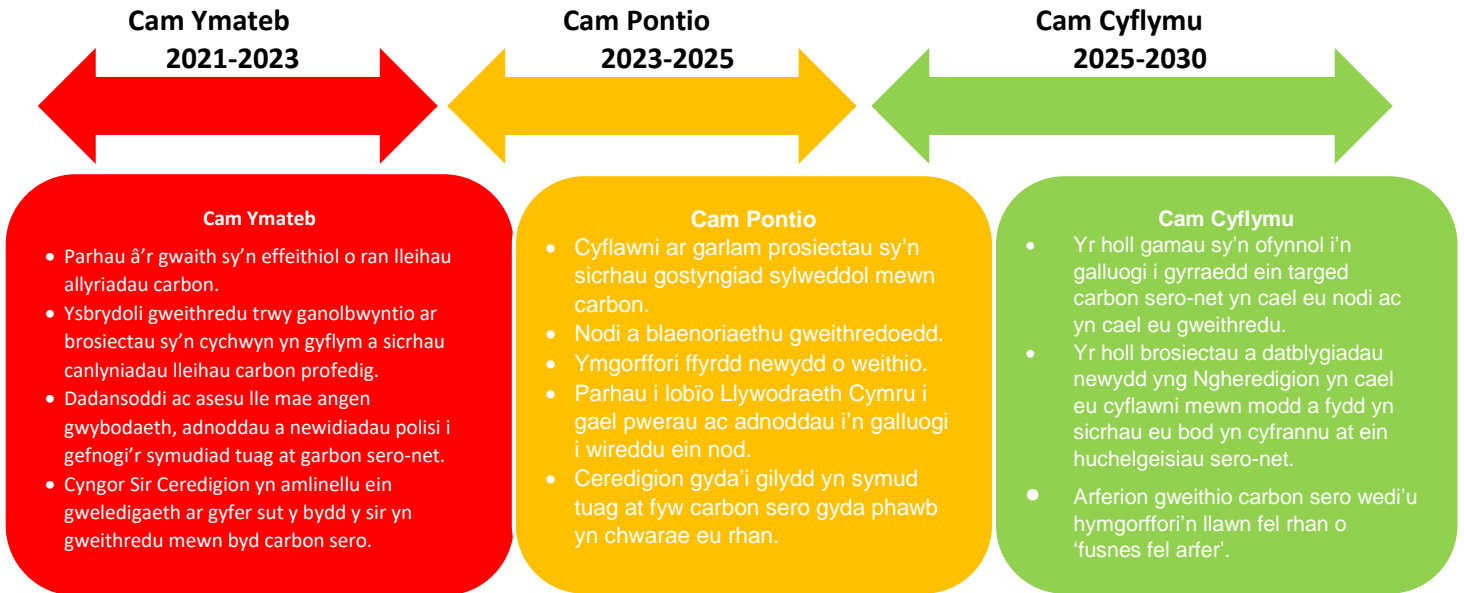 Cam Ymateb
2021-2023
Cam Pontio
2023-2025
Cam Cyflymu
2025-2030
Cam Ymateb
• Parhau â'r gwaith sy'n effeithiol o ran lleihau
allyriadau carbon.
• Ysbrydoli gweithredu trwy ganolbwyntio ar
brosiectau sy'n cychwyn yn gyflym a sicrhau
canlyniadau lleihau carbon profedig.
• Dadansoddi ac asesu lle mae angen
gwybodaeth, adnoddau a newidiadau polisi i
gefnogi'r symudiad tuag at garbon sero-net.
• Cyngor Sir Ceredigion yn amlinellu ein
gweledigaeth ar gyfer sut y bydd y sir yn
gweithredu mewn byd carbon sero.
Cam Pontio
• Cyflawni ar garlam prosiectau sy'n
sicrhau gostyngiad sylweddol mewn
carbon.
• Nodi a blaenoriaethu gweithredoedd.
• Ymgorffori ffyrdd newydd o weithio.
• Parhau i lobïo Llywodraeth Cymru i
gael pwerau ac adnoddau i'n galluogi
i wireddu ein nod.
• Ceredigion gyda'i gilydd yn symud
tuag at fyw carbon sero gyda phawb
yn chwarae eu rhan.
Cam Cyflymu
• Yr holl gamau sy'n ofynnol i'n
galluogi i gyrraedd ein targed
carbon sero-net yn cael eu nodi ac
yn cael eu gweithredu.
• Yr holl brosiectau a datblygiadau
newydd yng Ngheredigion yn cael
eu cyflawni mewn modd a fydd yn
sicrhau eu bod yn cyfrannu at ein
huchelgeisiau sero-net.
• Arferion gweithio carbon sero wedi'u
hymgorffori'n llawn fel rhan o
'fusnes fel arfer'.